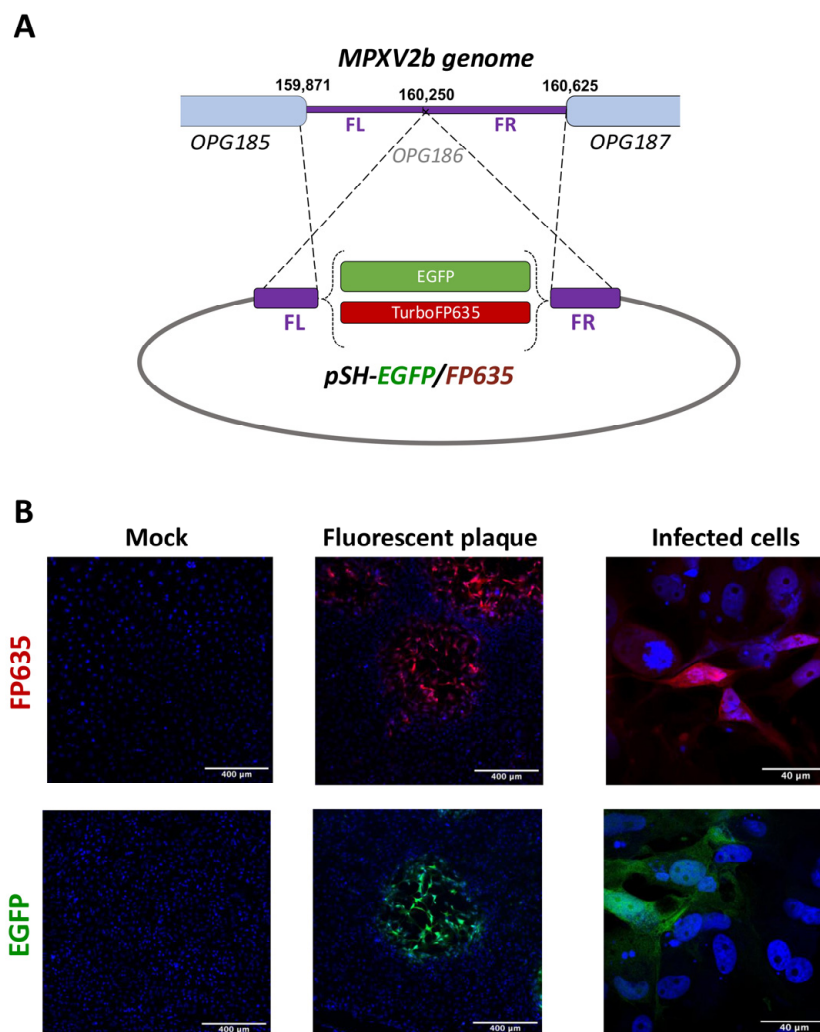 A
MPXV2b genome
159,871 160,250 160,625
FL FR
OPG185 OPG186 OPG187
EGFP
TurboFP635
FL FR
pSH-EGFP/FP635
B
Mock Fluorescent plaque Infected cells
FP635
400 µm 400 µm 40 µm
EGFP
400 µm 400 µm 40 µm